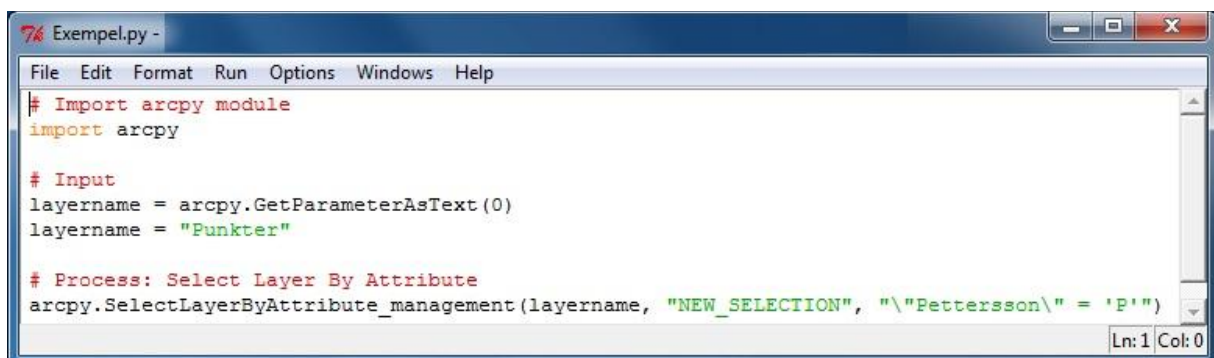 Exempel.py -
File Edit Format Run Options Windows Help
# Import arcpy module
import arcpy
# Input
layername = arcpy.GetParameterAsText(0)
layername = "Punkter"
# Process: Select Layer By Attribute
arcpy.SelectLayerByAttribute_management(layername, "NEW_SELECTION", "\"Pettersson\" = 'P'")
Ln: 1 Col: 0